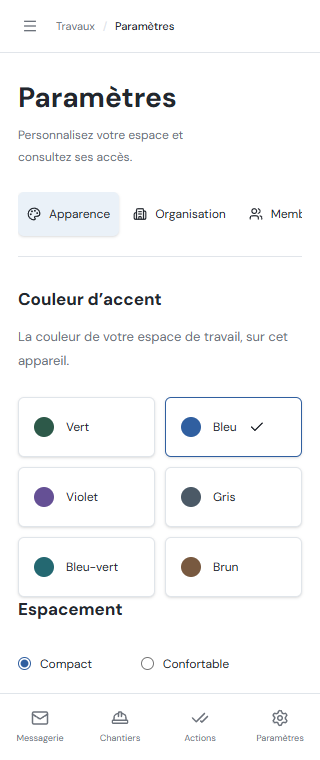 Travaux / Paramètres
Paramètres
Personnalisez votre espace et
consultez ses accès.
Apparence Organisation Memb
Couleur d’accent
La couleur de votre espace de travail, sur cet
appareil.
Vert Bleu
Violet Gris
Bleu-vert Brun
Espacement
Compact Confortable
Messagerie Chantiers Actions Paramètres